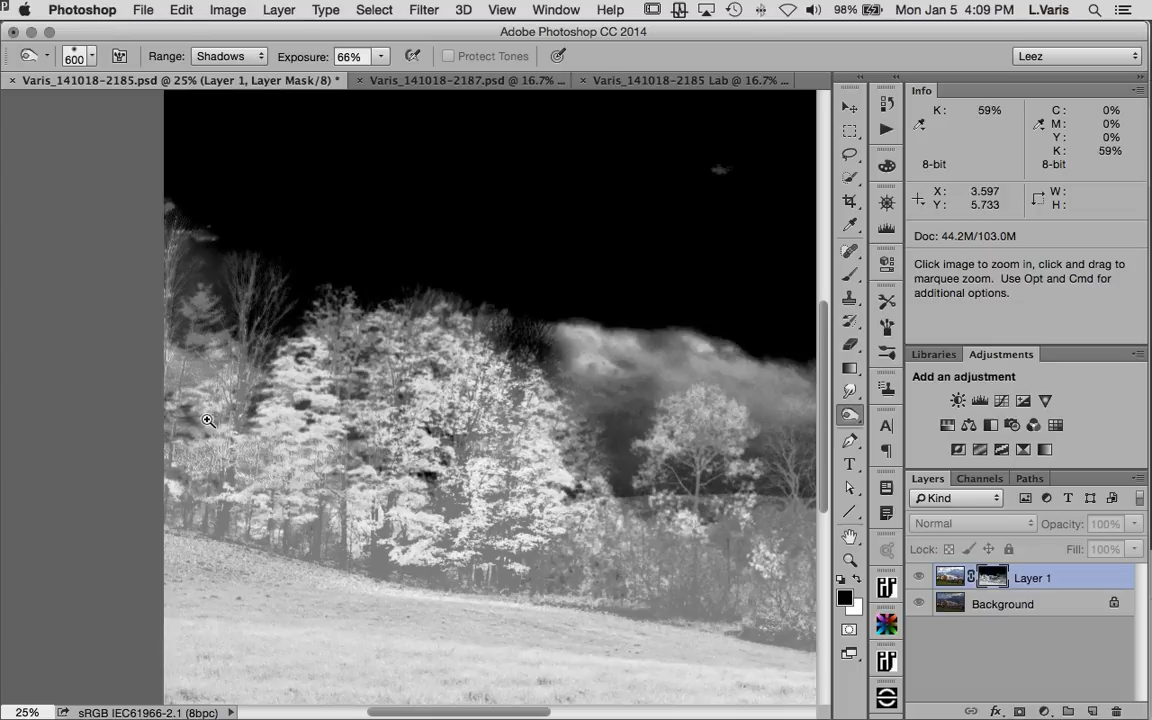 Photoshop File Edit Image Layer Type Select Filter 3D View Window Help 98% Mon Jan 5 4:09 PM L.Varis
Adobe Photoshop CC 2014
600 Range: Shadows Exposure: 66% Protect Tones Leez
Varis_141018-2185.psd @ 25% (Layer 1, Layer Mask/8) * Varis_141018-2187.psd @ 16.7% ... Varis_141018-2185 Lab @ 16.7% ...
Info
K: 59% C: 0%
M: 0%
Y: 0%
K: 59%
8-bit 8-bit
X: 3.597 W:
Y: 5.733 H:
Doc: 44.2M/103.0M
Click image to zoom in, click and drag to
marquee zoom. Use Opt and Cmd for
additional options.
Libraries Adjustments
Add an adjustment
Layers Channels Paths
Kind
Normal Opacity: 100%
Lock: Fill: 100%
Layer 1
Background
25% sRGB IEC61966-2.1 (8bpc)